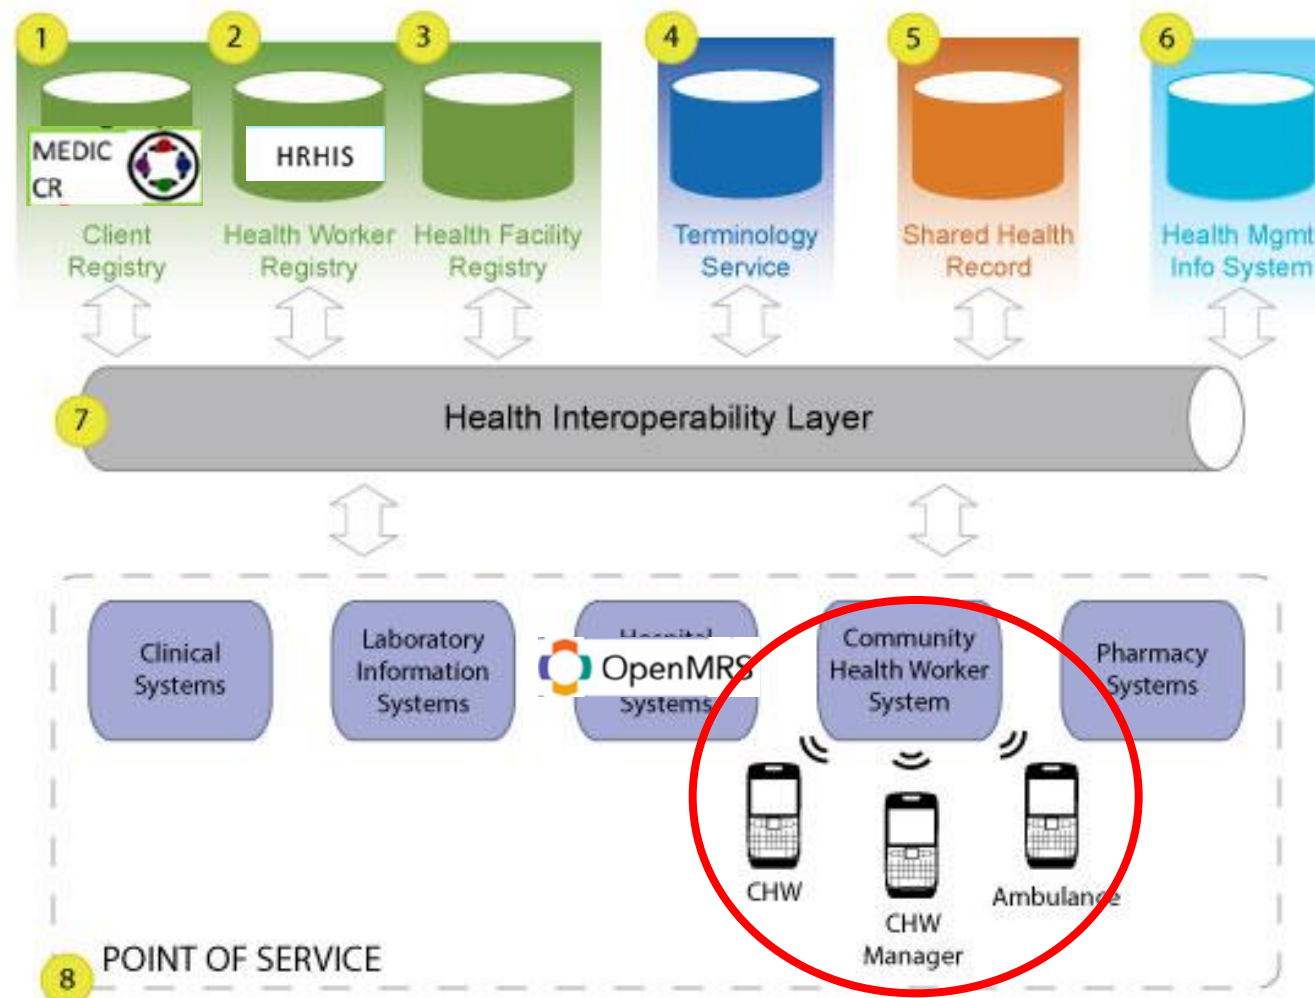 1
2
3
4
5
6
MEDIC
CR
HRHIS
Client
Registry
Health Worker
Registry
Health Facility
Registry
Terminology
Service
Shared Health
Record
Health Mgmt
Info System
7
Health Interoperability Layer
Clinical
Systems
Laboratory
Information
Systems
Hospital
OpenMRS
Systems
Community
Health Worker
System
Pharmacy
Systems
CHW
CHW
Manager
Ambulance
8
POINT OF SERVICE